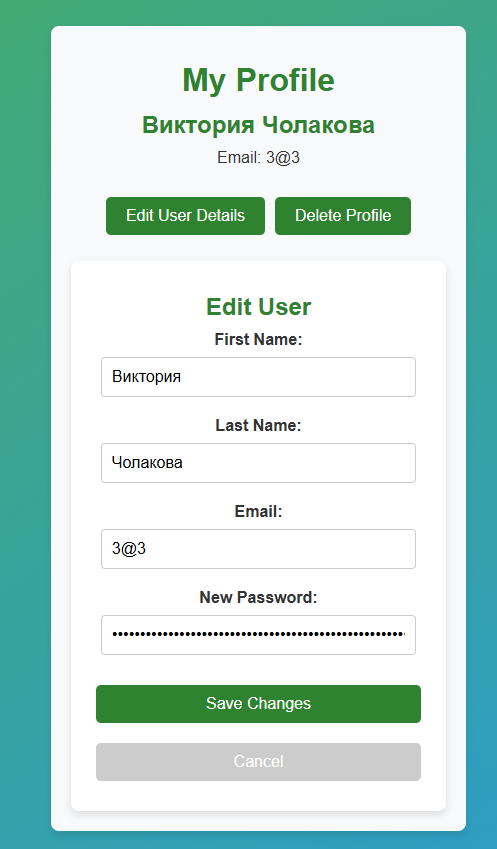 My Profile
Виктория Чолакова
Email: 3@3
Edit User Details
Delete Profile
Edit User
First Name:
Виктория
Last Name:
Чолакова
Email:
3@3
New Password:
Save Changes
Cancel